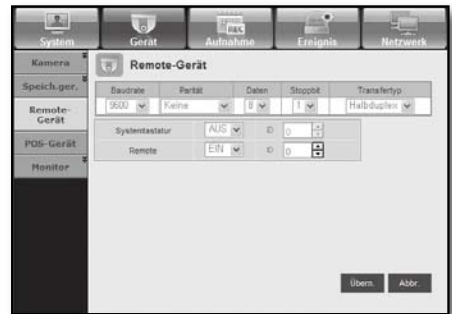 System Gerät Aufnahme Ereignis Netzwerk
Kamera
Speich.ger.
Remote-
Gerät
POS-Gerät
Monitor
Remote-Gerät
Baudrate Parität Daten Stoppbit Transfertyp
9600 Keine 8 1 Halbduplex
Systemtastatur AUS ID 0
Remote EIN ID 0
Übern. Abbr.